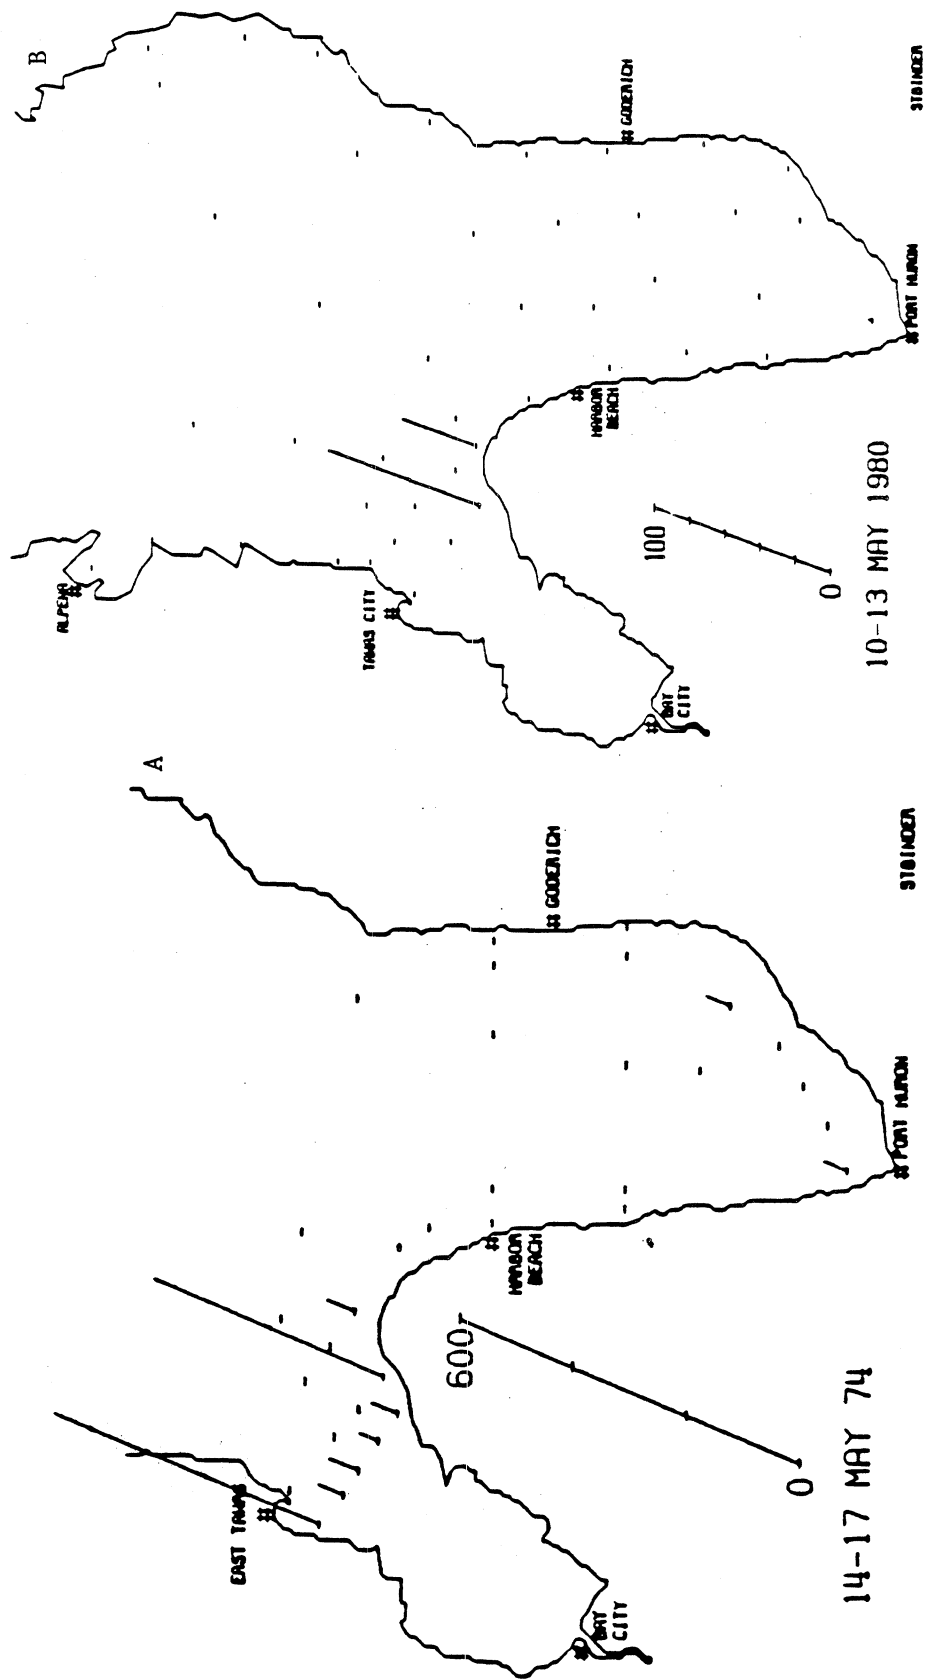 A
EAST TAWAS
#
# GODERICH
#
HARBOR
BEACH
600
#
BAY
CITY
0
14-17 MAY 74
# PORT HURON
STBINDER
B
ALPENA
#
TAWAS CITY
#
# GODERICH
#
HARBOR
BEACH
100
#
BAY
CITY
0
10-13 MAY 1980
# PORT HURON
STBINDER